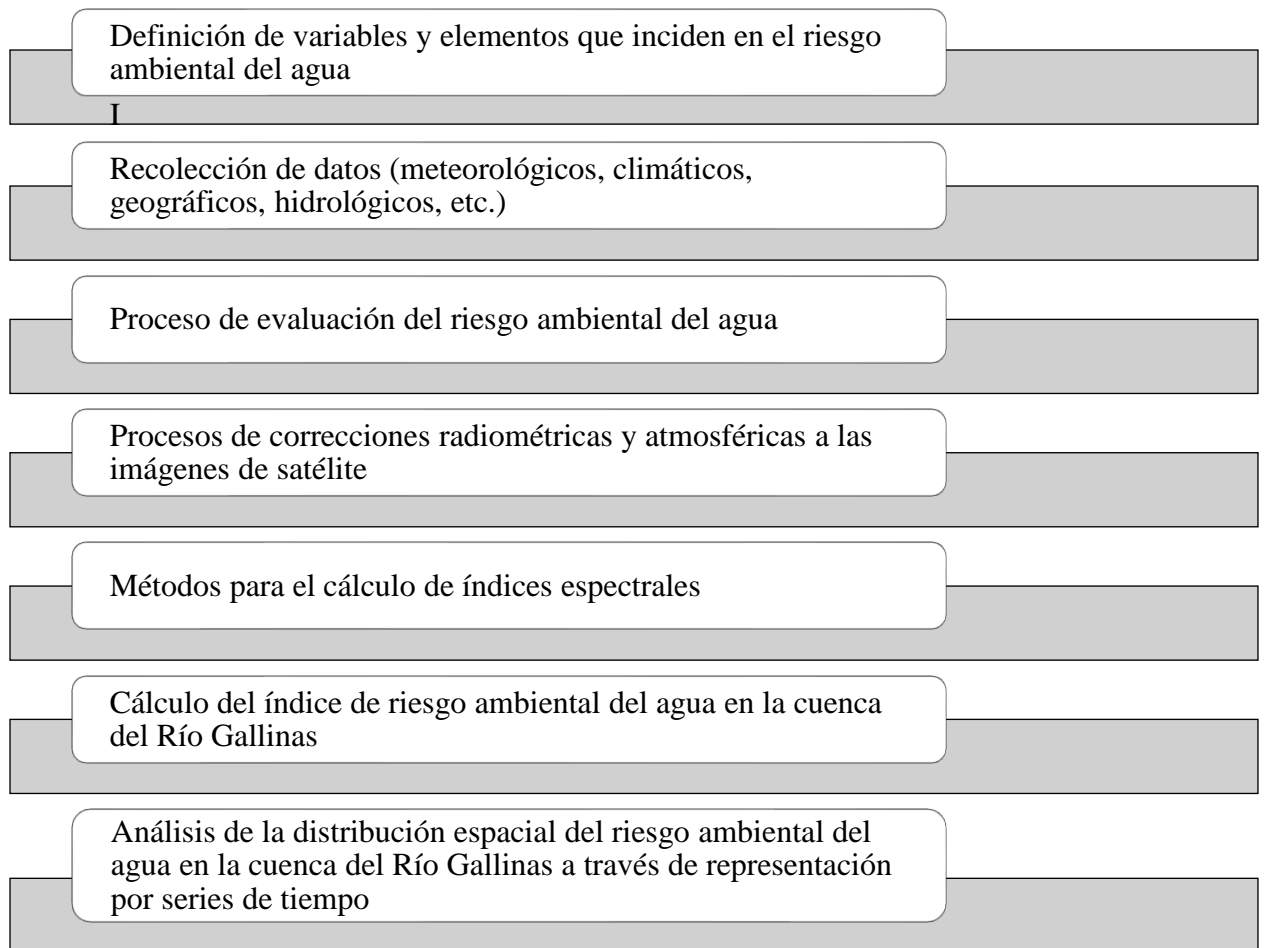 Definición de variables y elementos que inciden en el riesgo
ambiental del agua
I
Recolección de datos (meteorológicos, climáticos,
geográficos, hidrológicos, etc.)
Proceso de evaluación del riesgo ambiental del agua
Procesos de correcciones radiométricas y atmosféricas a las
imágenes de satélite
Métodos para el cálculo de índices espectrales
Cálculo del índice de riesgo ambiental del agua en la cuenca
del Río Gallinas
Análisis de la distribución espacial del riesgo ambiental del
agua en la cuenca del Río Gallinas a través de representación
por series de tiempo